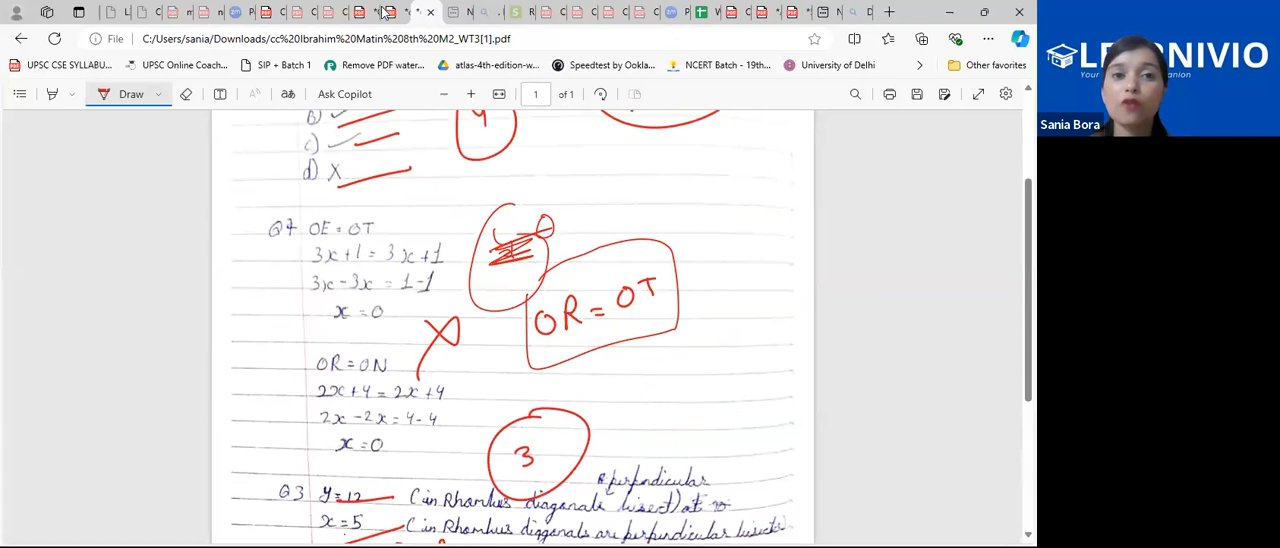 C:/Users/sania/Downloads/cc%20Ibrahim%20Matin%208th%20M2_WT3[1].pdf
UPSC CSE SYLLABU...
UPSC Online Coach...
SIP + Batch 1
Remove PDF water...
atlas-4th-edition-w...
Speedtest by Ookla...
NCERT Batch - 19th...
University of Delhi
Other favorites
Draw
Ask Copilot
1 of 1
LEARNIVIO
Sania Bora
b)
c)
4
d) X
Q4 OE = OT
3x+1 = 3x+1
3x-3x = 1-1
x = 0
OR = OT
OR = ON
2x+4 = 2x+4
2x-2x = 4-4
x = 0
3
perpendicular
Q3 y=12 (in Rhombus diagonals bisect) at 90
x = 5 (in Rhombus diagonals are perpendicular